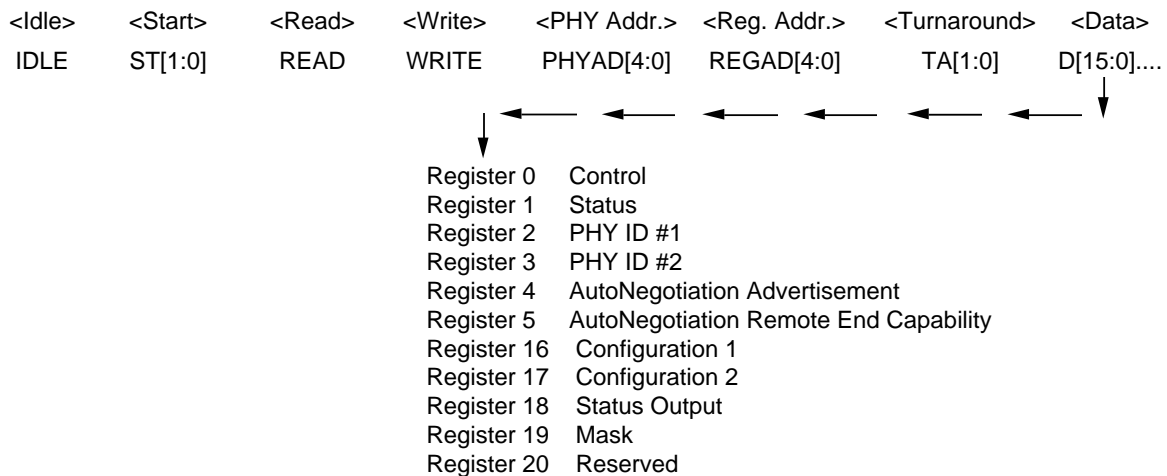 <Idle> <Start> <Read> <Write> <PHY Addr.> <Reg. Addr.> <Turnaround> <Data>
IDLE ST[1:0] READ WRITE PHYAD[4:0] REGAD[4:0] TA[1:0] D[15:0]....
Register 0 Control
Register 1 Status
Register 2 PHY ID #1
Register 3 PHY ID #2
Register 4 AutoNegotiation Advertisement
Register 5 AutoNegotiation Remote End Capability
Register 16 Configuration 1
Register 17 Configuration 2
Register 18 Status Output
Register 19 Mask
Register 20 Reserved